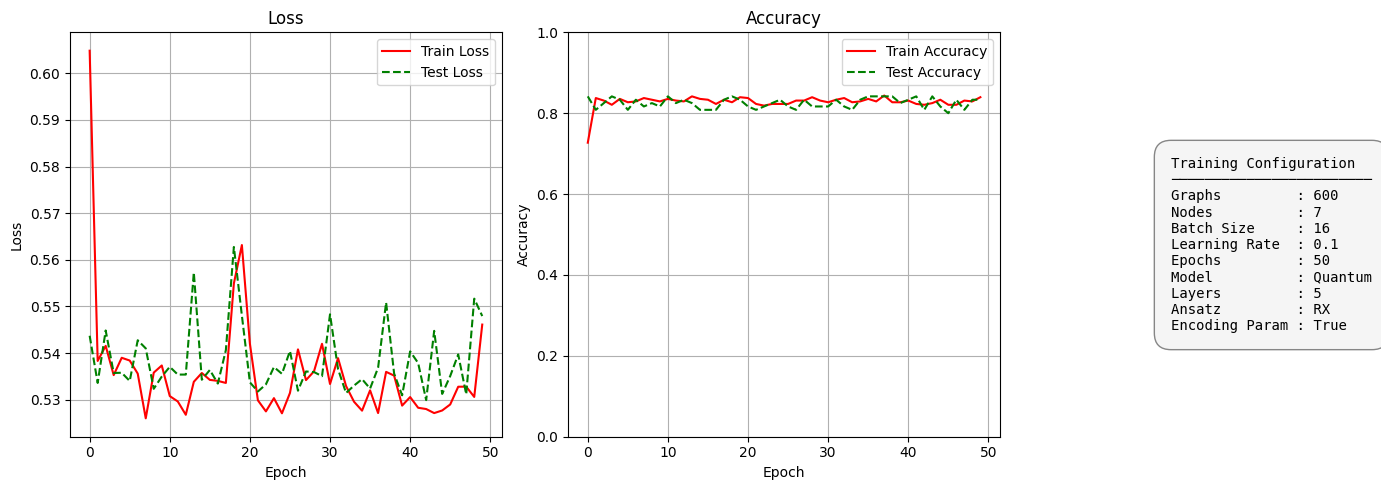 Loss
Train Loss
Test Loss
0.60
0.59
0.58
0.57
0.56
0.55
0.54
0.53
Loss
0
10
20
30
40
50
Epoch
Accuracy
Train Accuracy
Test Accuracy
1.0
0.8
0.6
0.4
0.2
0.0
Accuracy
0
10
20
30
40
50
Epoch
Training Configuration
Graphs : 600
Nodes : 7
Batch Size : 16
Learning Rate : 0.1
Epochs : 50
Model : Quantum
Layers : 5
Ansatz : RX
Encoding Param : True